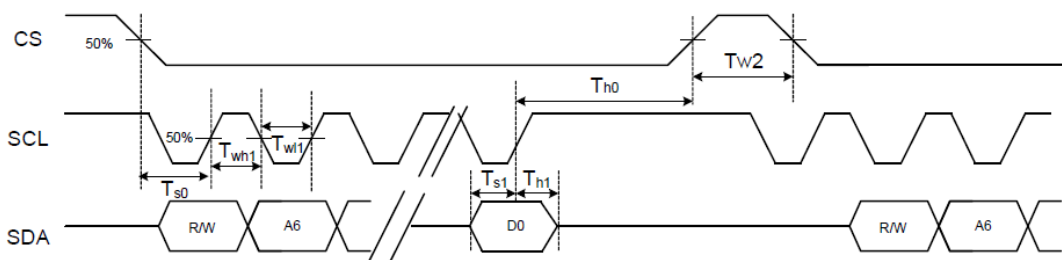 CS
50%
Tw2
Th0
SCL
50%
Twh1
Twl1
Ts0
Ts1
Th1
SDA
R/W
A6
D0
R/W
A6